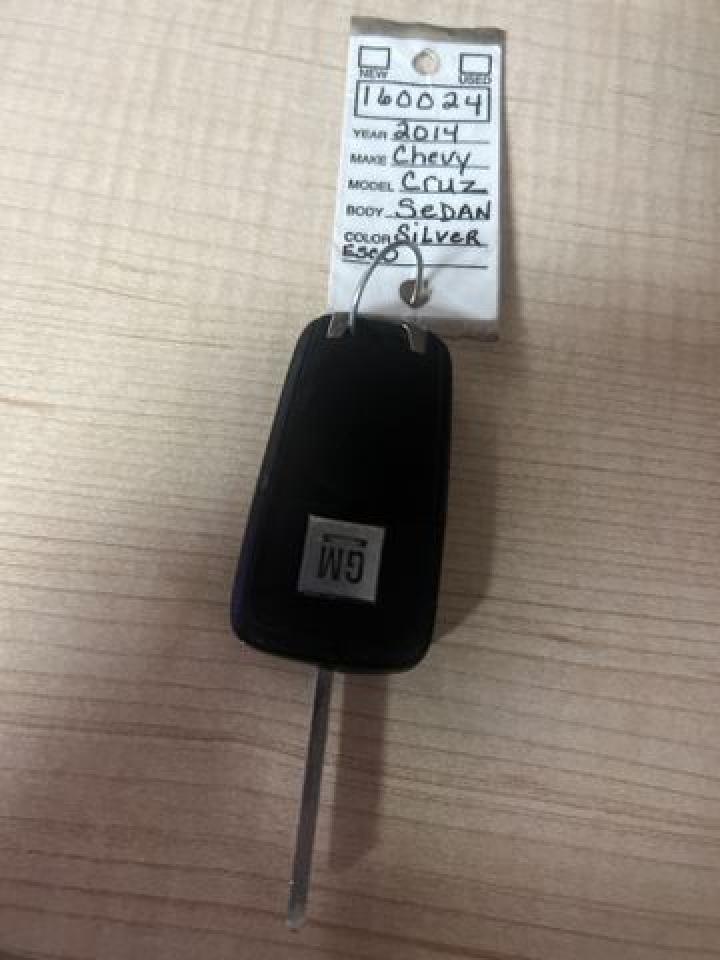 NEW USED
160024
YEAR 2014
MAKE Chevy
MODEL Cruz
BODY SeDAN
COLOR SiLveR
GM